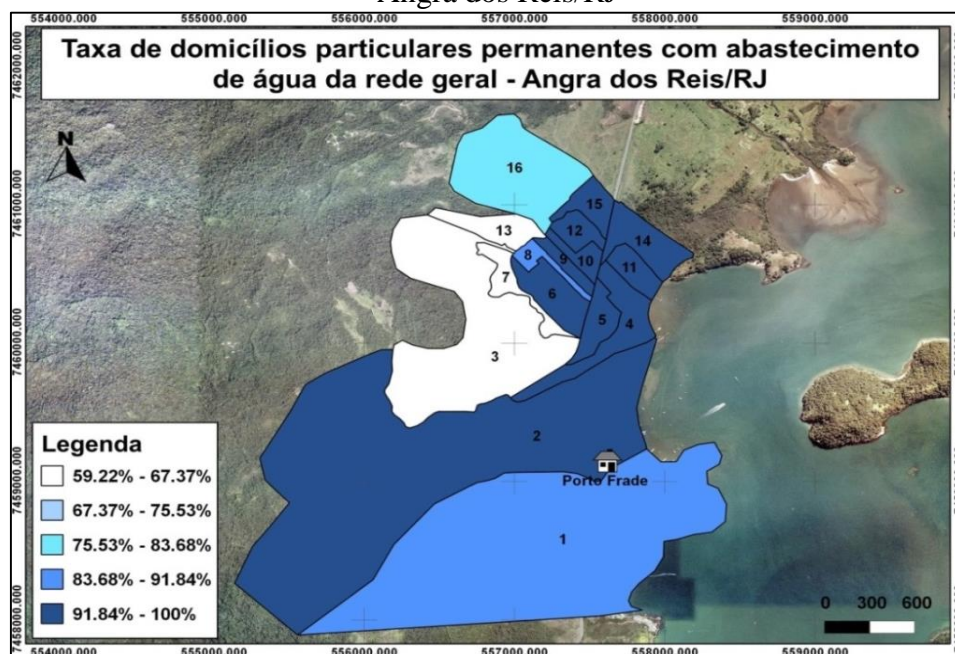 Angra dos Reis/RJ
554000.000 555000.000 556000.000 557000.000 558000.000 559000.000
Taxa de domicílios particulares permanentes com abastecimento
de água da rede geral - Angra dos Reis/RJ
7462000.000
N
16
7461000.000
15
13
12
14
8
9
10
11
7
6
5
4
7460000.000
3
2
Legenda
59.22% - 67.37%
67.37% - 75.53%
75.53% - 83.68%
83.68% - 91.84%
91.84% - 100%
Porto Frade
7459000.000
1
0 300 600
7458000.000
554000.000 555000.000 556000.000 557000.000 558000.000 559000.000